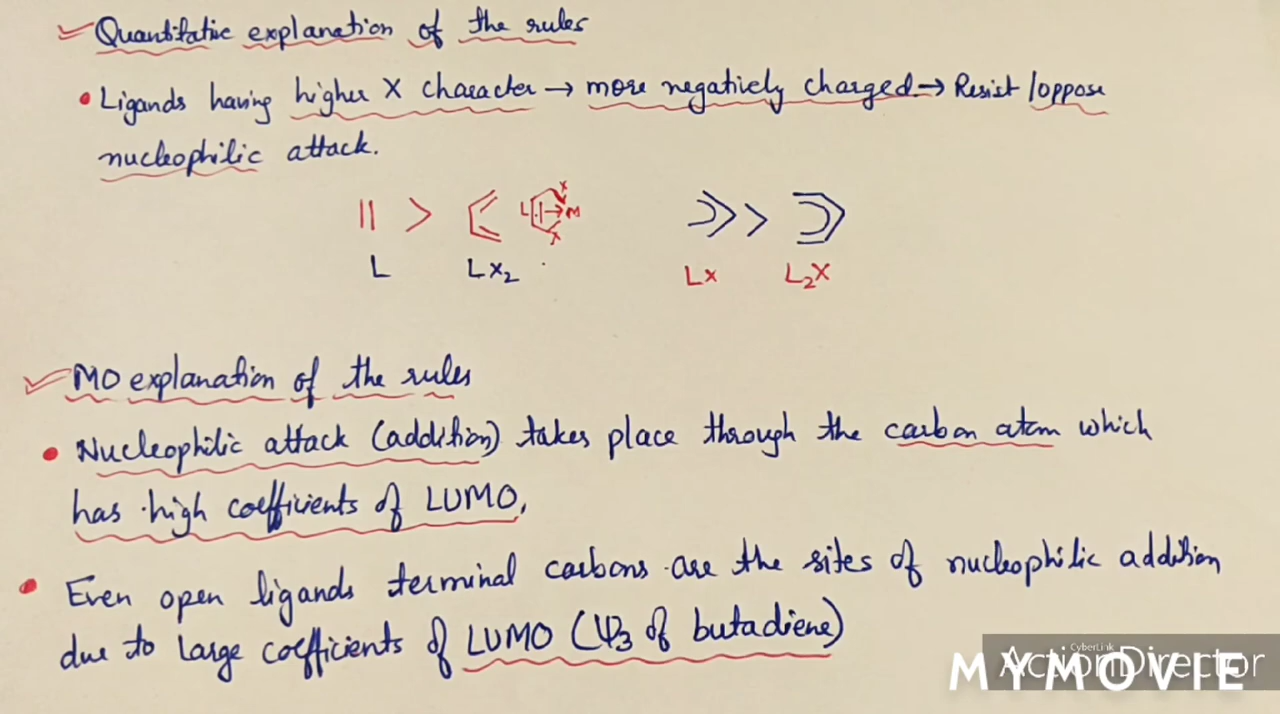 Quantitative explanation of the rules
• Ligands having higher X character → more negatively charged → Resist /oppose
nucleophilic attack.
|| > L X → M X >>
L LX₂ LX L₂X
MO explanation of the rules
• Nucleophilic attack (addition) takes place through the carbon atom which
has high coefficients of LUMO,
• Even open ligands terminal carbons are the sites of nucleophilic addition
due to large coefficients of LUMO (Ψ₃ of butadiene)
CyberLink
ActionDirector
MYMOVIE